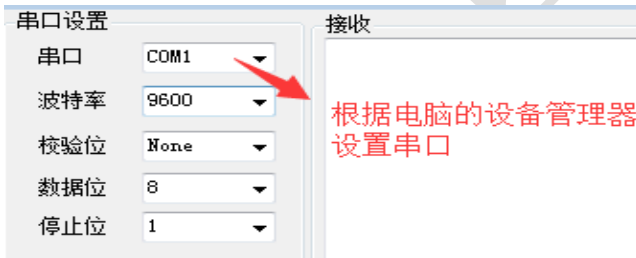 串口设置
接收
串口 COM1
波特率 9600
根据电脑的设备管理器
校验位 None
设置串口
数据位 8
停止位 1